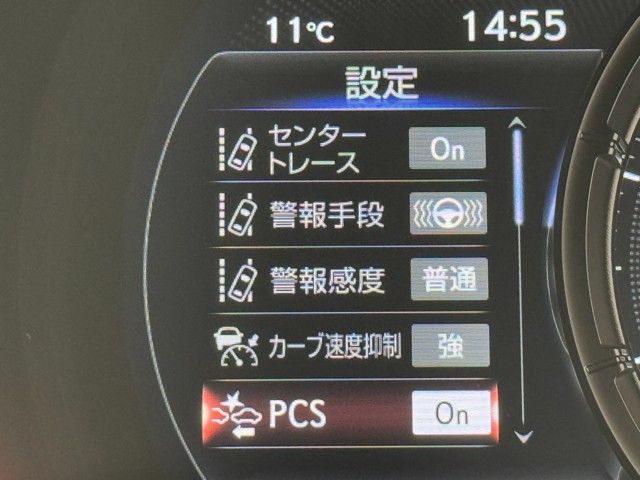 11℃ 14:55
設定
センター
トレース On
警報手段
警報感度 普通
カーブ速度抑制 強
PCS On